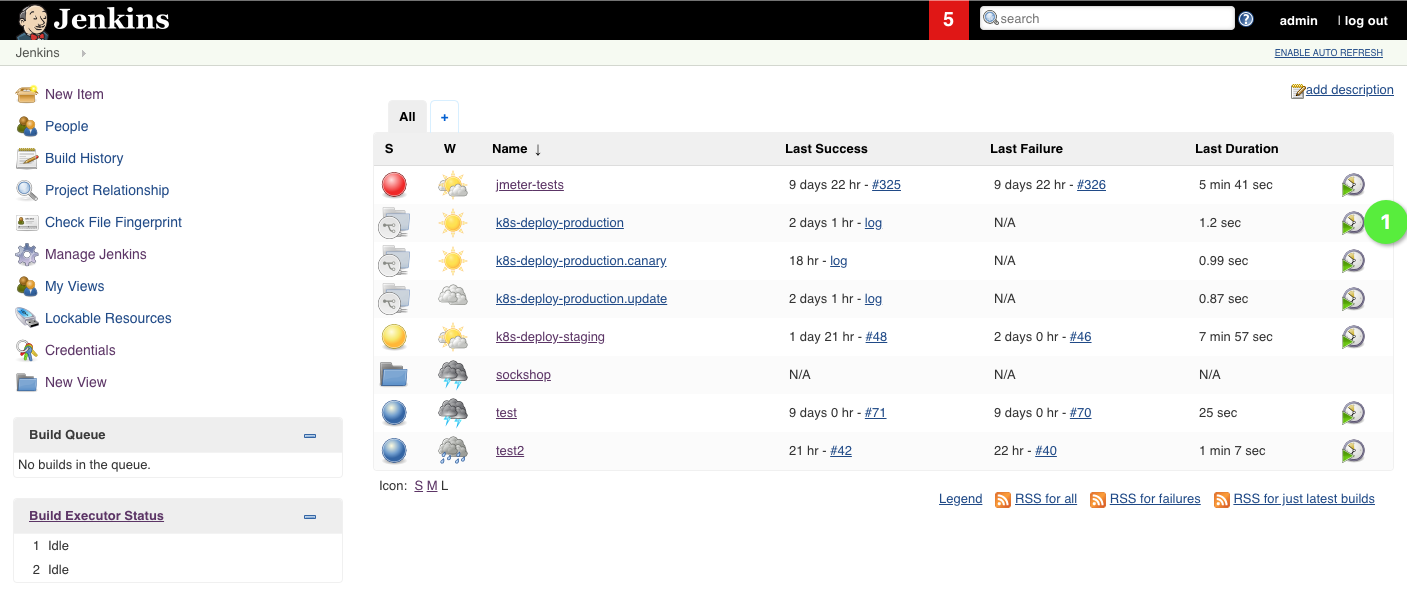 Jenkins
5
search
?
admin
| log out
Jenkins
ENABLE AUTO REFRESH
New Item
People
Build History
Project Relationship
Check File Fingerprint
Manage Jenkins
My Views
Lockable Resources
Credentials
New View
Build Queue
No builds in the queue.
Build Executor Status
1 Idle
2 Idle
add description
All +
S W Name ↓ Last Success Last Failure Last Duration
jmeter-tests 9 days 22 hr - #325 9 days 22 hr - #326 5 min 41 sec
k8s-deploy-production 2 days 1 hr - log N/A 1.2 sec 1
k8s-deploy-production.canary 18 hr - log N/A 0.99 sec
k8s-deploy-production.update 2 days 1 hr - log N/A 0.87 sec
k8s-deploy-staging 1 day 21 hr - #48 2 days 0 hr - #46 7 min 57 sec
sockshop N/A N/A N/A
test 9 days 0 hr - #71 9 days 0 hr - #70 25 sec
test2 21 hr - #42 22 hr - #40 1 min 7 sec
Icon: S M L
Legend RSS for all RSS for failures RSS for just latest builds